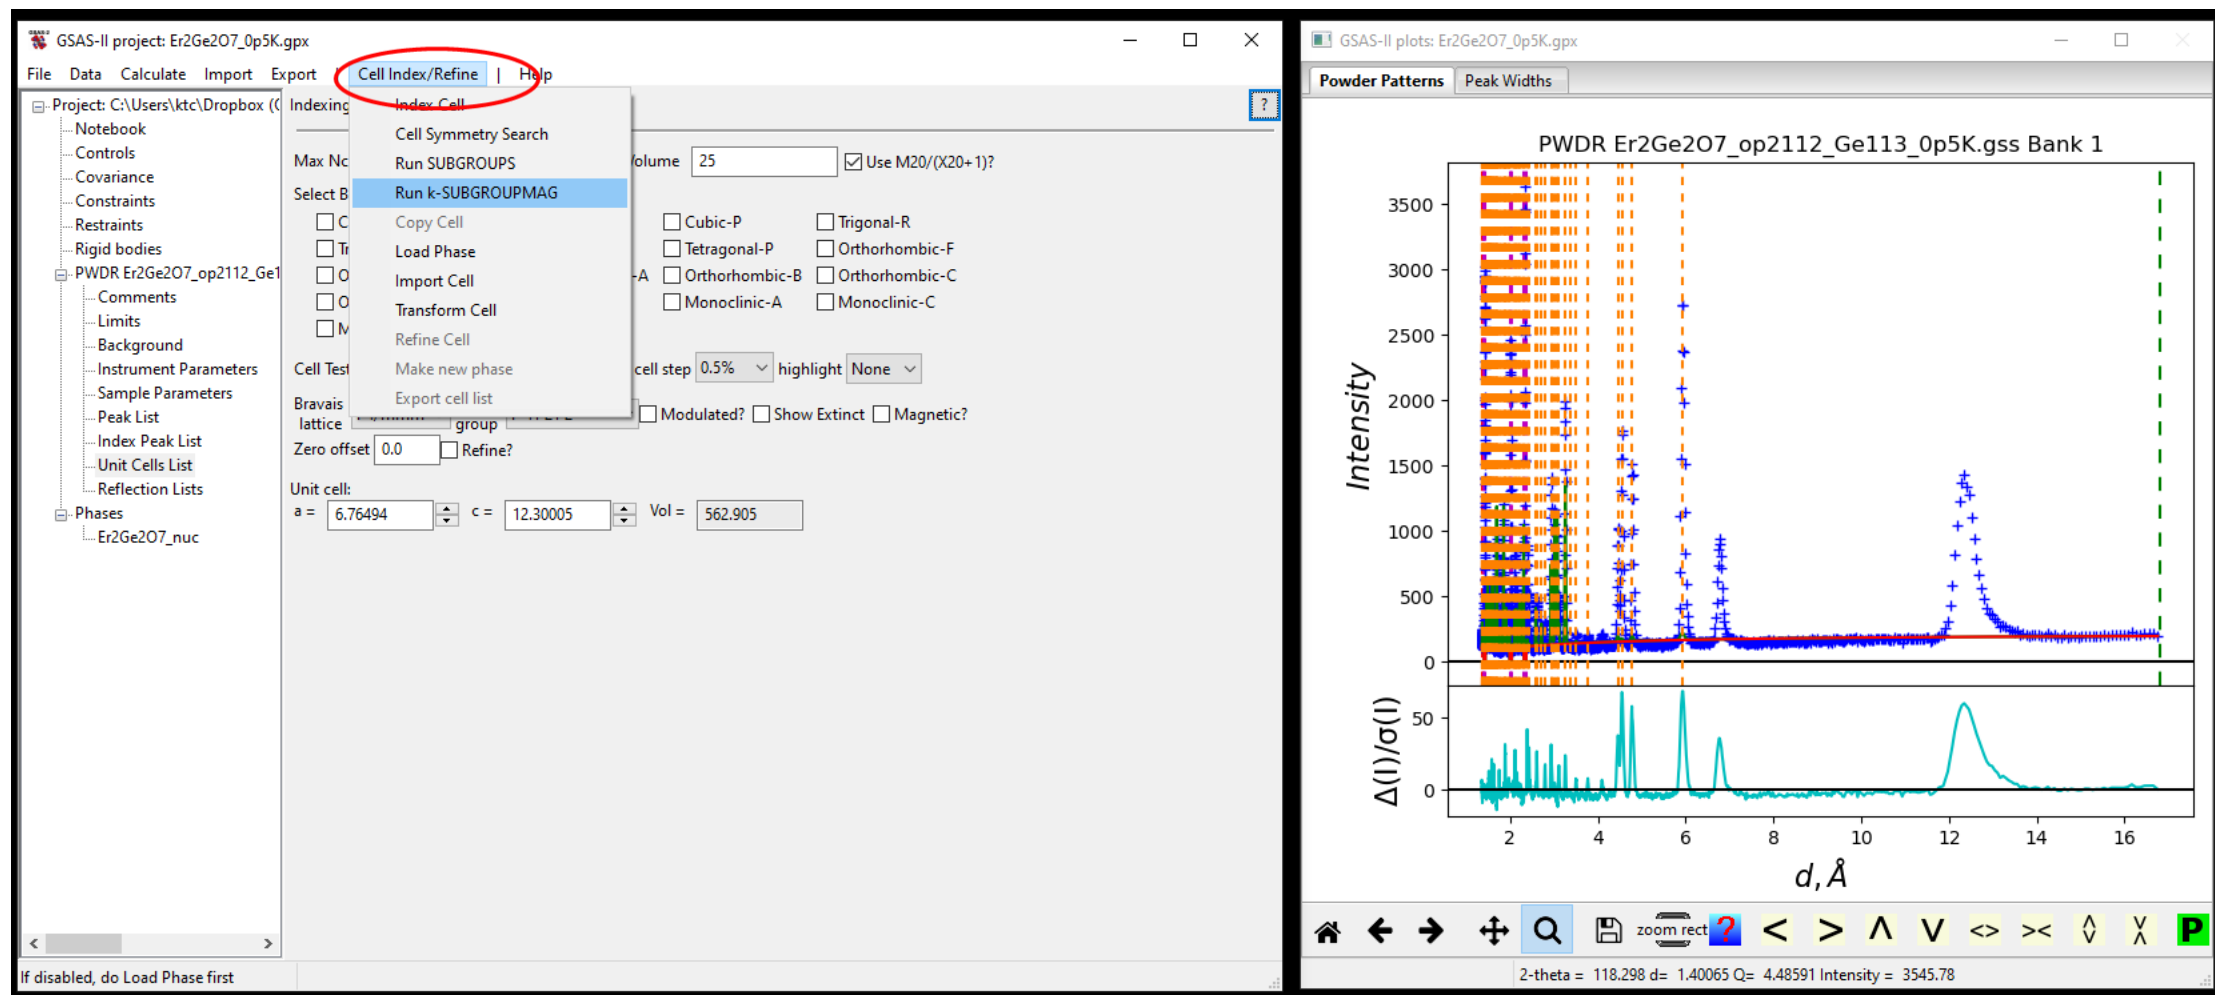 GSAS-II project: Er2Ge2O7_0p5K.gpx
File Data Calculate Import Export | Cell Index/Refine | Help
Project: C:\Users\ktc\Dropbox (
Notebook
Controls
Covariance
Constraints
Restraints
Rigid bodies
PWDR Er2Ge2O7_op2112_Ge1
Comments
Limits
Background
Instrument Parameters
Sample Parameters
Peak List
Index Peak List
Unit Cells List
Reflection Lists
Phases
Er2Ge2O7_nuc
Indexing
?
Index Cell
Cell Symmetry Search
Run SUBGROUPS
Run k-SUBGROUPMAG
Copy Cell
Load Phase
Import Cell
Transform Cell
Refine Cell
Make new phase
Export cell list
Max Nc
olume 25 Use M20/(X20+1)?
Select B
C Cubic-P Trigonal-R
Tr Tetragonal-P Orthorhombic-F
O -A Orthorhombic-B Orthorhombic-C
O Monoclinic-A Monoclinic-C
M
Cell Test cell step 0.5% highlight None
Bravais
lattice group Modulated? Show Extinct Magnetic?
Zero offset 0.0 Refine?
Unit cell:
a = 6.76494 c = 12.30005 Vol = 562.905
If disabled, do Load Phase first
GSAS-II plots: Er2Ge2O7_0p5K.gpx
Powder Patterns Peak Widths
PWDR Er2Ge2O7_op2112_Ge113_0p5K.gss Bank 1
Intensity
3500
3000
2500
2000
1500
1000
500
0
Δ(I)/σ(I)
50
0
2 4 6 8 10 12 14 16
d, Å
zoom rect ? < > Λ V <> >< P
2-theta = 118.298 d= 1.40065 Q= 4.48591 Intensity = 3545.78